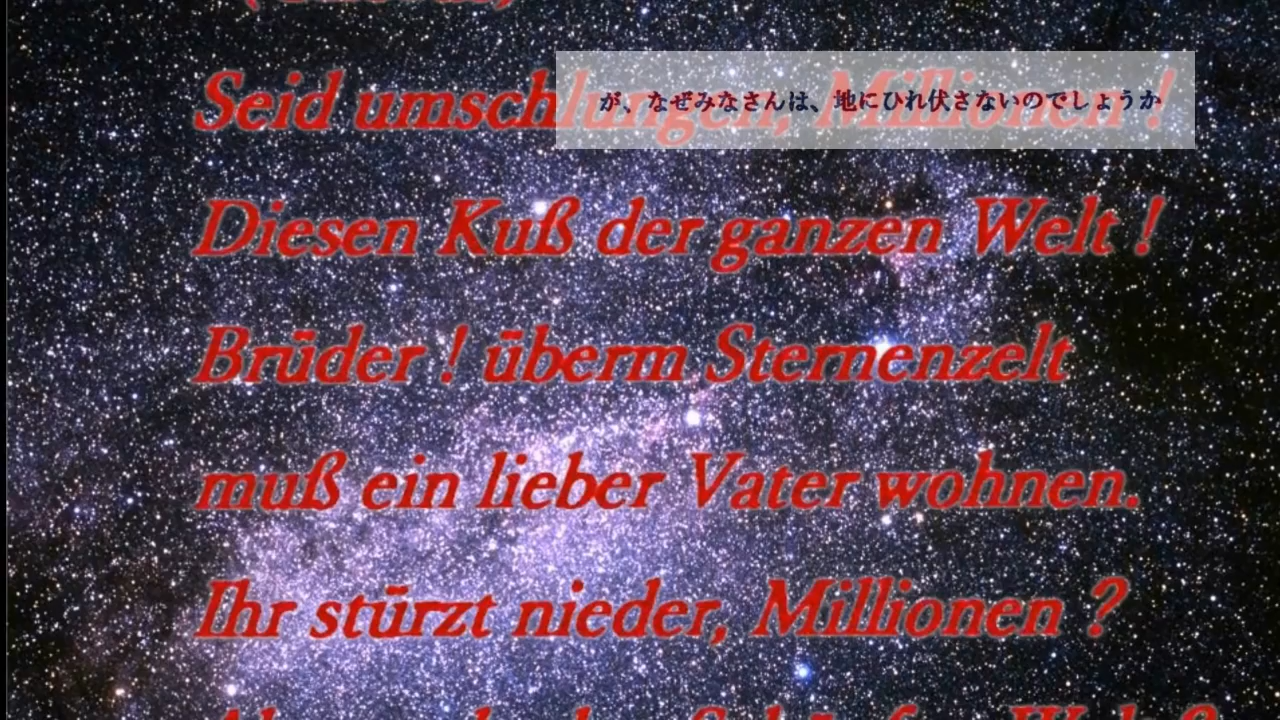 Seid umschlungen, Millionen !
が、なぜみなさんは、地にひれ伏さないのでしょうか
Diesen Kuß der ganzen Welt !
Brüder ! überm Sternenzelt
muß ein lieber Vater wohnen.
Ihr stürzt nieder, Millionen ?